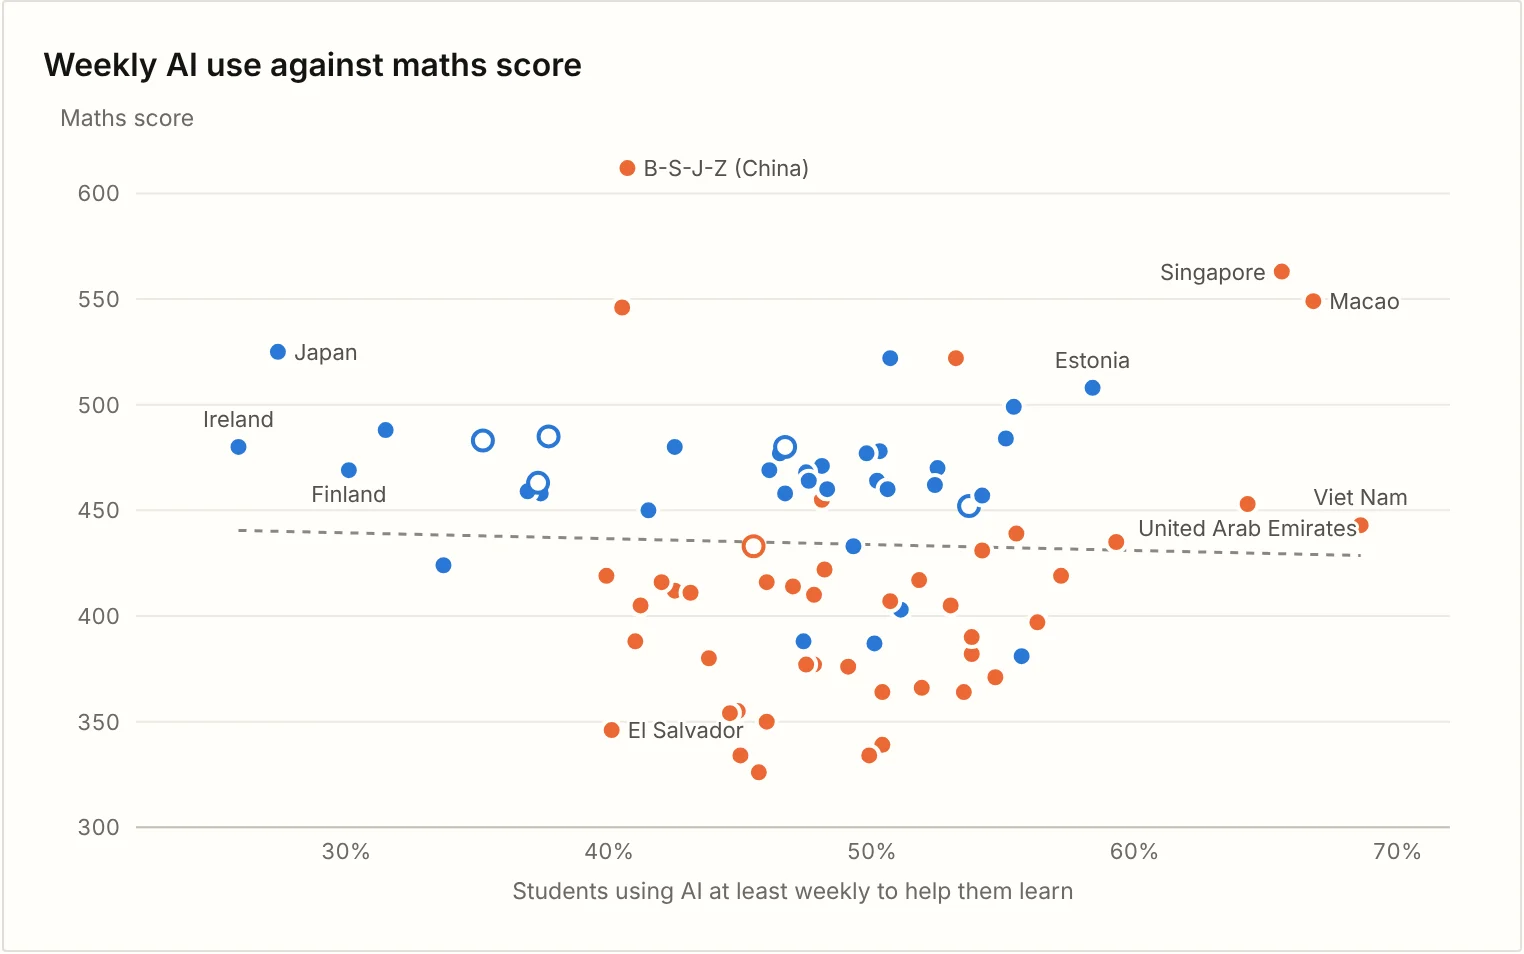 Weekly AI use against maths score
Maths score
B-S-J-Z (China)
600
Singapore
550
Macao
Japan
Estonia
500
Ireland
Finland
450
Viet Nam
United Arab Emirates
400
350
El Salvador
300
30%
40%
50%
60%
70%
Students using AI at least weekly to help them learn